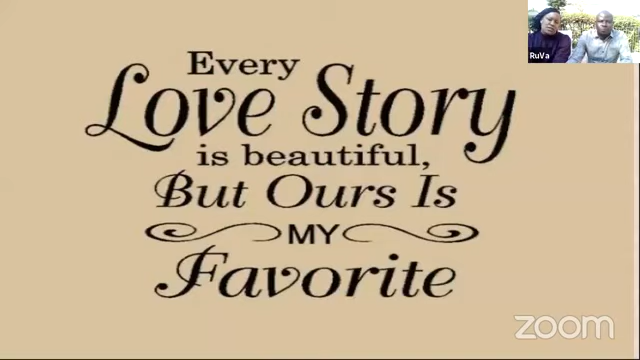 Every
Love Story
is beautiful,
But Ours Is
MY
Favorite
RuVa
zoom